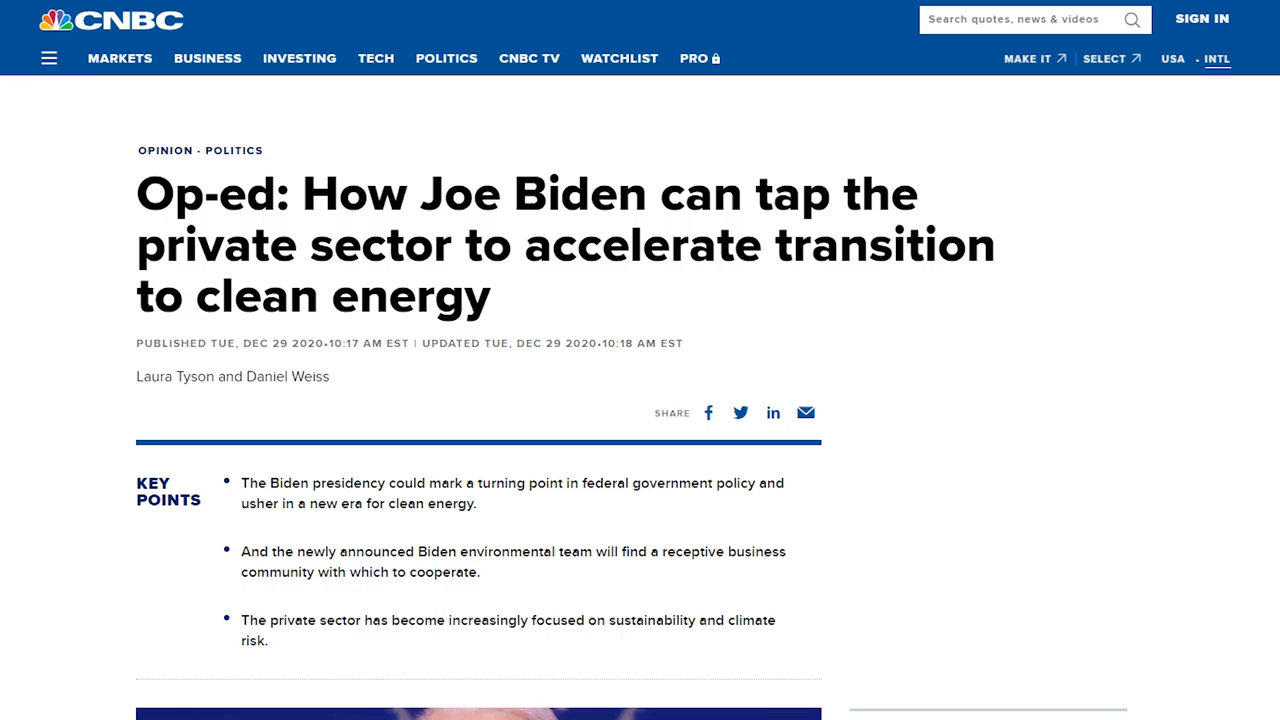 CNBC
Search quotes, news & videos
SIGN IN
MARKETS BUSINESS INVESTING TECH POLITICS CNBC TV WATCHLIST PRO
MAKE IT SELECT USA • INTL
OPINION - POLITICS
Op-ed: How Joe Biden can tap the
private sector to accelerate transition
to clean energy
PUBLISHED TUE, DEC 29 2020•10:17 AM EST | UPDATED TUE, DEC 29 2020•10:18 AM EST
Laura Tyson and Daniel Weiss
SHARE
KEY
POINTS
• The Biden presidency could mark a turning point in federal government policy and
usher in a new era for clean energy.
• And the newly announced Biden environmental team will find a receptive business
community with which to cooperate.
• The private sector has become increasingly focused on sustainability and climate
risk.